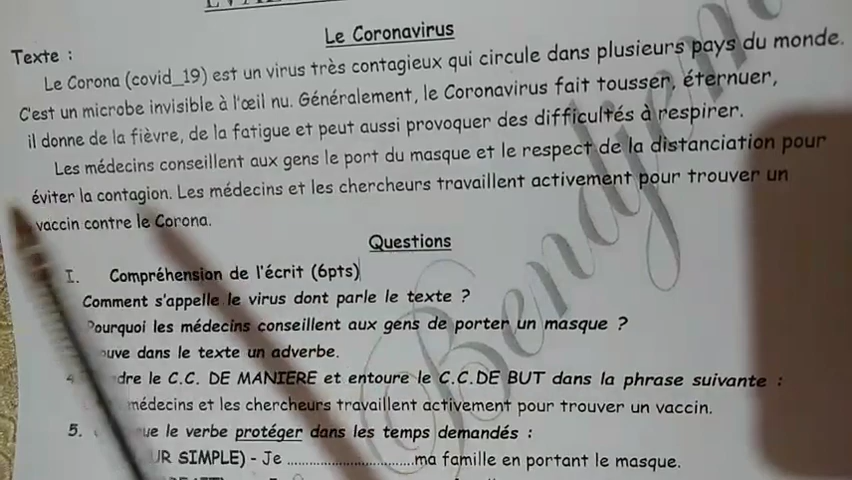 Le Coronavirus
Texte :
Le Corona (covid_19) est un virus très contagieux qui circule dans plusieurs pays du monde.
C'est un microbe invisible à l'œil nu. Généralement, le Coronavirus fait tousser, éternuer,
il donne de la fièvre, de la fatigue et peut aussi provoquer des difficultés à respirer.
Les médecins conseillent aux gens le port du masque et le respect de la distanciation pour
éviter la contagion. Les médecins et les chercheurs travaillent activement pour trouver un
vaccin contre le Corona.
Questions
I. Compréhension de l'écrit (6pts)
Comment s'appelle le virus dont parle le texte ?
Pourquoi les médecins conseillent aux gens de porter un masque ?
dans le texte un adverbe.
le C.C. DE MANIERE et entoure le C.C.DE BUT dans la phrase suivante :
médecins et les chercheurs travaillent activement pour trouver un vaccin.
5. le verbe protéger dans les temps demandés :
SIMPLE) - Je ........................ma famille en portant le masque.
Bendjem